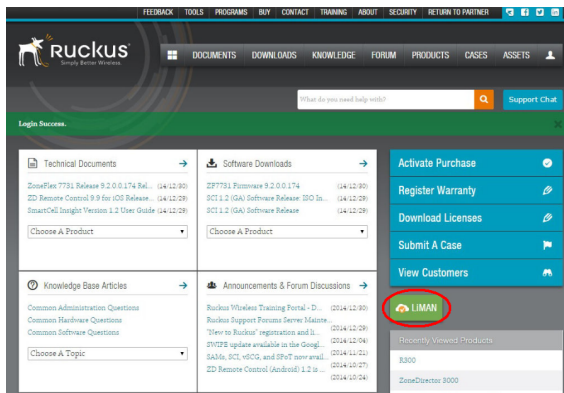 FEEDBACK TOOLS PROGRAMS BUY CONTACT TRAINING ABOUT SECURITY RETURN TO PARTNER
Ruckus
Simply Better Wireless.
DOCUMENTS DOWNLOADS KNOWLEDGE FORUM PRODUCTS CASES ASSETS
What do you need help with?
Support Chat
Login Success.
Technical Documents
ZoneFlex 7731 Release 9.2.0.0.174 Rel... (14/12/30)
ZD Remote Control 9.9 for iOS Release... (14/12/29)
SmartCell Insight Version 1.2 User Guide (14/12/29)
Choose A Product
Software Downloads
ZF7731 Firmware 9.2.0.0.174 (14/12/30)
SCI 1.2 (GA) Software Release: ISO In... (14/12/29)
SCI 1.2 (GA) Software Release (14/12/29)
Choose A Product
Activate Purchase
Register Warranty
Download Licenses
Submit A Case
View Customers
Knowledge Base Articles
Common Administration Questions
Common Hardware Questions
Common Software Questions
Choose A Topic
Announcements & Forum Discussions
Ruckus Wireless Training Portal - D... (2014/12/30)
Ruckus Support Forums Server Mainte...
(2014/12/29)
"New to Ruckus" registration and li...
(2014/12/04)
SWIPE update available in the Googl...
(2014/11/21)
SAMs, SCI, vSCG, and SPoT now avail...
(2014/10/27)
ZD Remote Control (Android) 1.2 is ...
(2014/10/24)
LiMAN
Recently Viewed Products
R300
ZoneDirector 3000